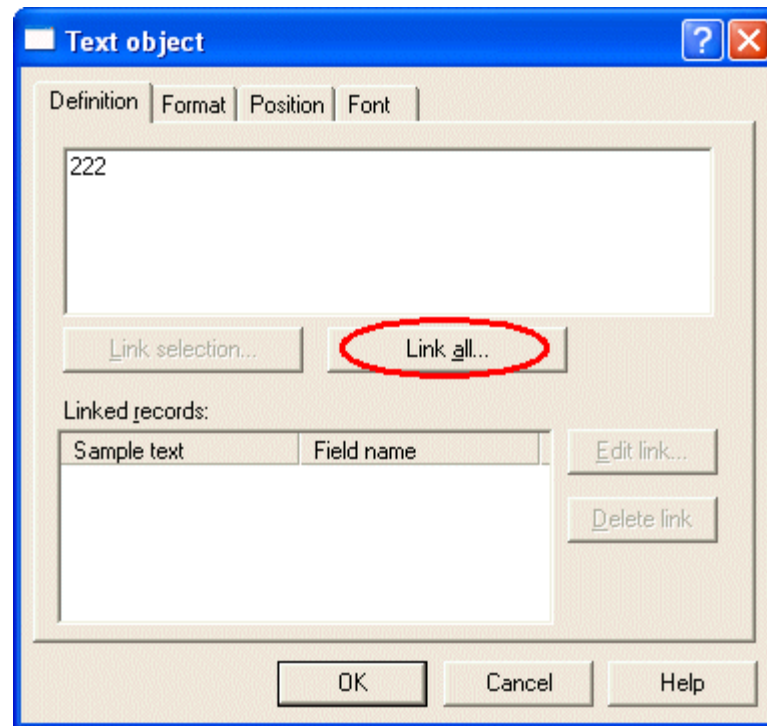 Text object
Definition Format Position Font
222
Link selection... Link all...
Linked records:
Sample text Field name
Edit link...
Delete link
OK Cancel Help